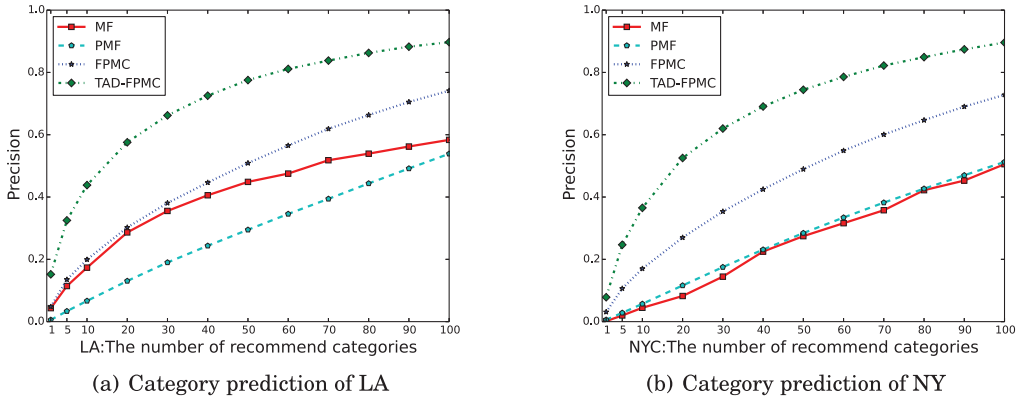 1.0
0.8
0.6
0.4
0.2
0.0
Precision
MF
PMF
FPMC
TAD-FPMC
1 5 10 20 30 40 50 60 70 80 90 100
LA:The number of recommend categories
(a) Category prediction of LA
1.0
0.8
0.6
0.4
0.2
0.0
Precision
MF
PMF
FPMC
TAD-FPMC
1 5 10 20 30 40 50 60 70 80 90 100
NYC:The number of recommend categories
(b) Category prediction of NY